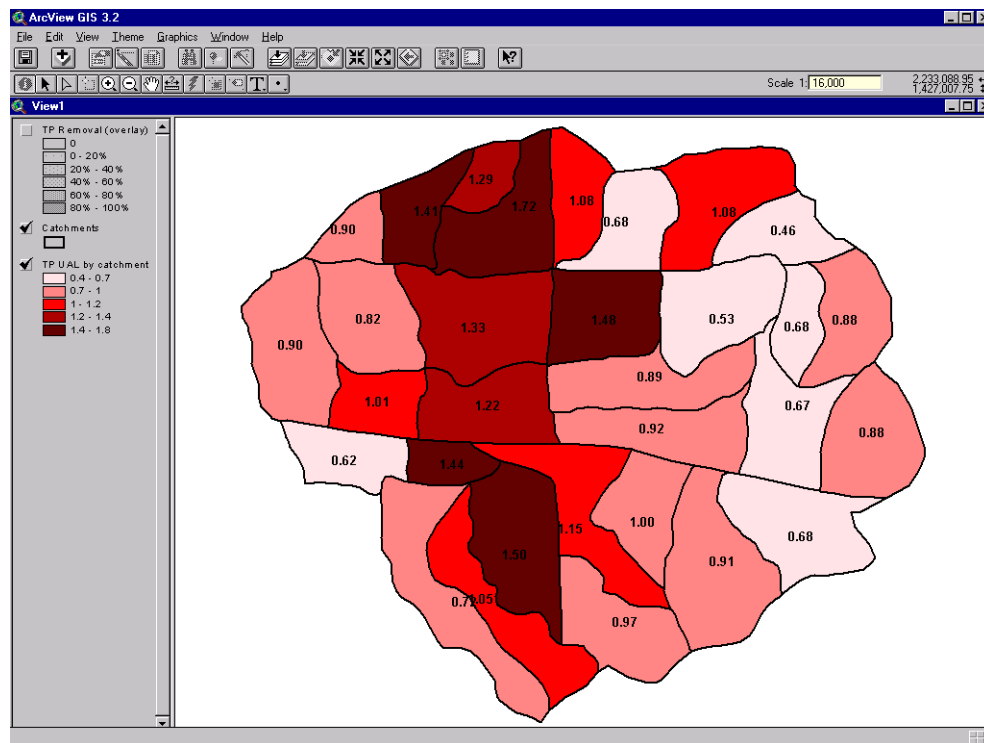 ArcView GIS 3.2
File Edit View Theme Graphics Window Help
Scale 1: 16,000
2,233,088.95
1,427,007.75
View1
TP Removal (overlay)
0
0 - 20%
20% - 40%
40% - 60%
60% - 80%
80% - 100%
Catchments
TP UAL by catchment
0.4 - 0.7
0.7 - 1
1 - 1.2
1.2 - 1.4
1.4 - 1.8
1.29
1.41
1.72
1.08
0.68
1.08
0.46
0.90
0.90
0.82
1.33
1.48
0.53
0.68
0.88
0.89
1.01
1.22
0.67
0.92
0.88
0.62
1.44
1.15
1.00
0.68
1.50
0.91
0.72
1.05
0.97